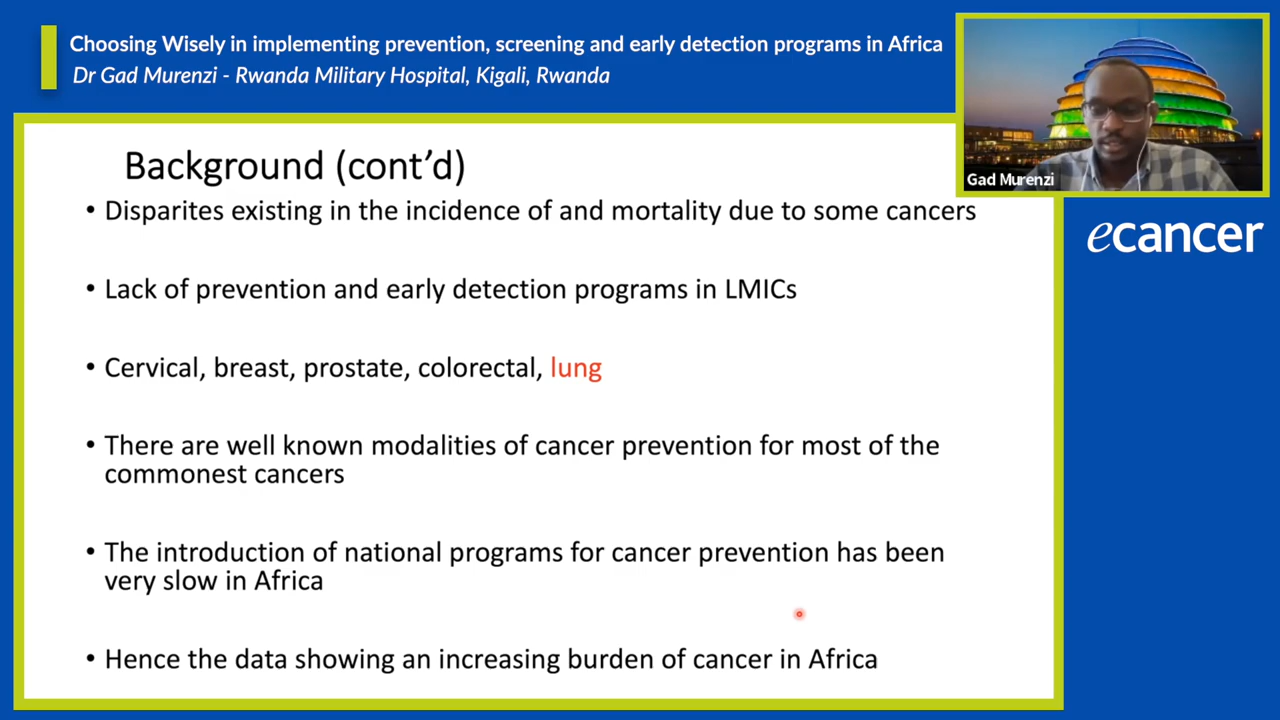 Choosing Wisely in implementing prevention, screening and early detection programs in Africa
Dr Gad Murenzi - Rwanda Military Hospital, Kigali, Rwanda
Gad Murenzi
ecancer
Background (cont’d)
• Disparites existing in the incidence of and mortality due to some cancers
• Lack of prevention and early detection programs in LMICs
• Cervical, breast, prostate, colorectal, lung
• There are well known modalities of cancer prevention for most of the
commonest cancers
• The introduction of national programs for cancer prevention has been
very slow in Africa
• Hence the data showing an increasing burden of cancer in Africa